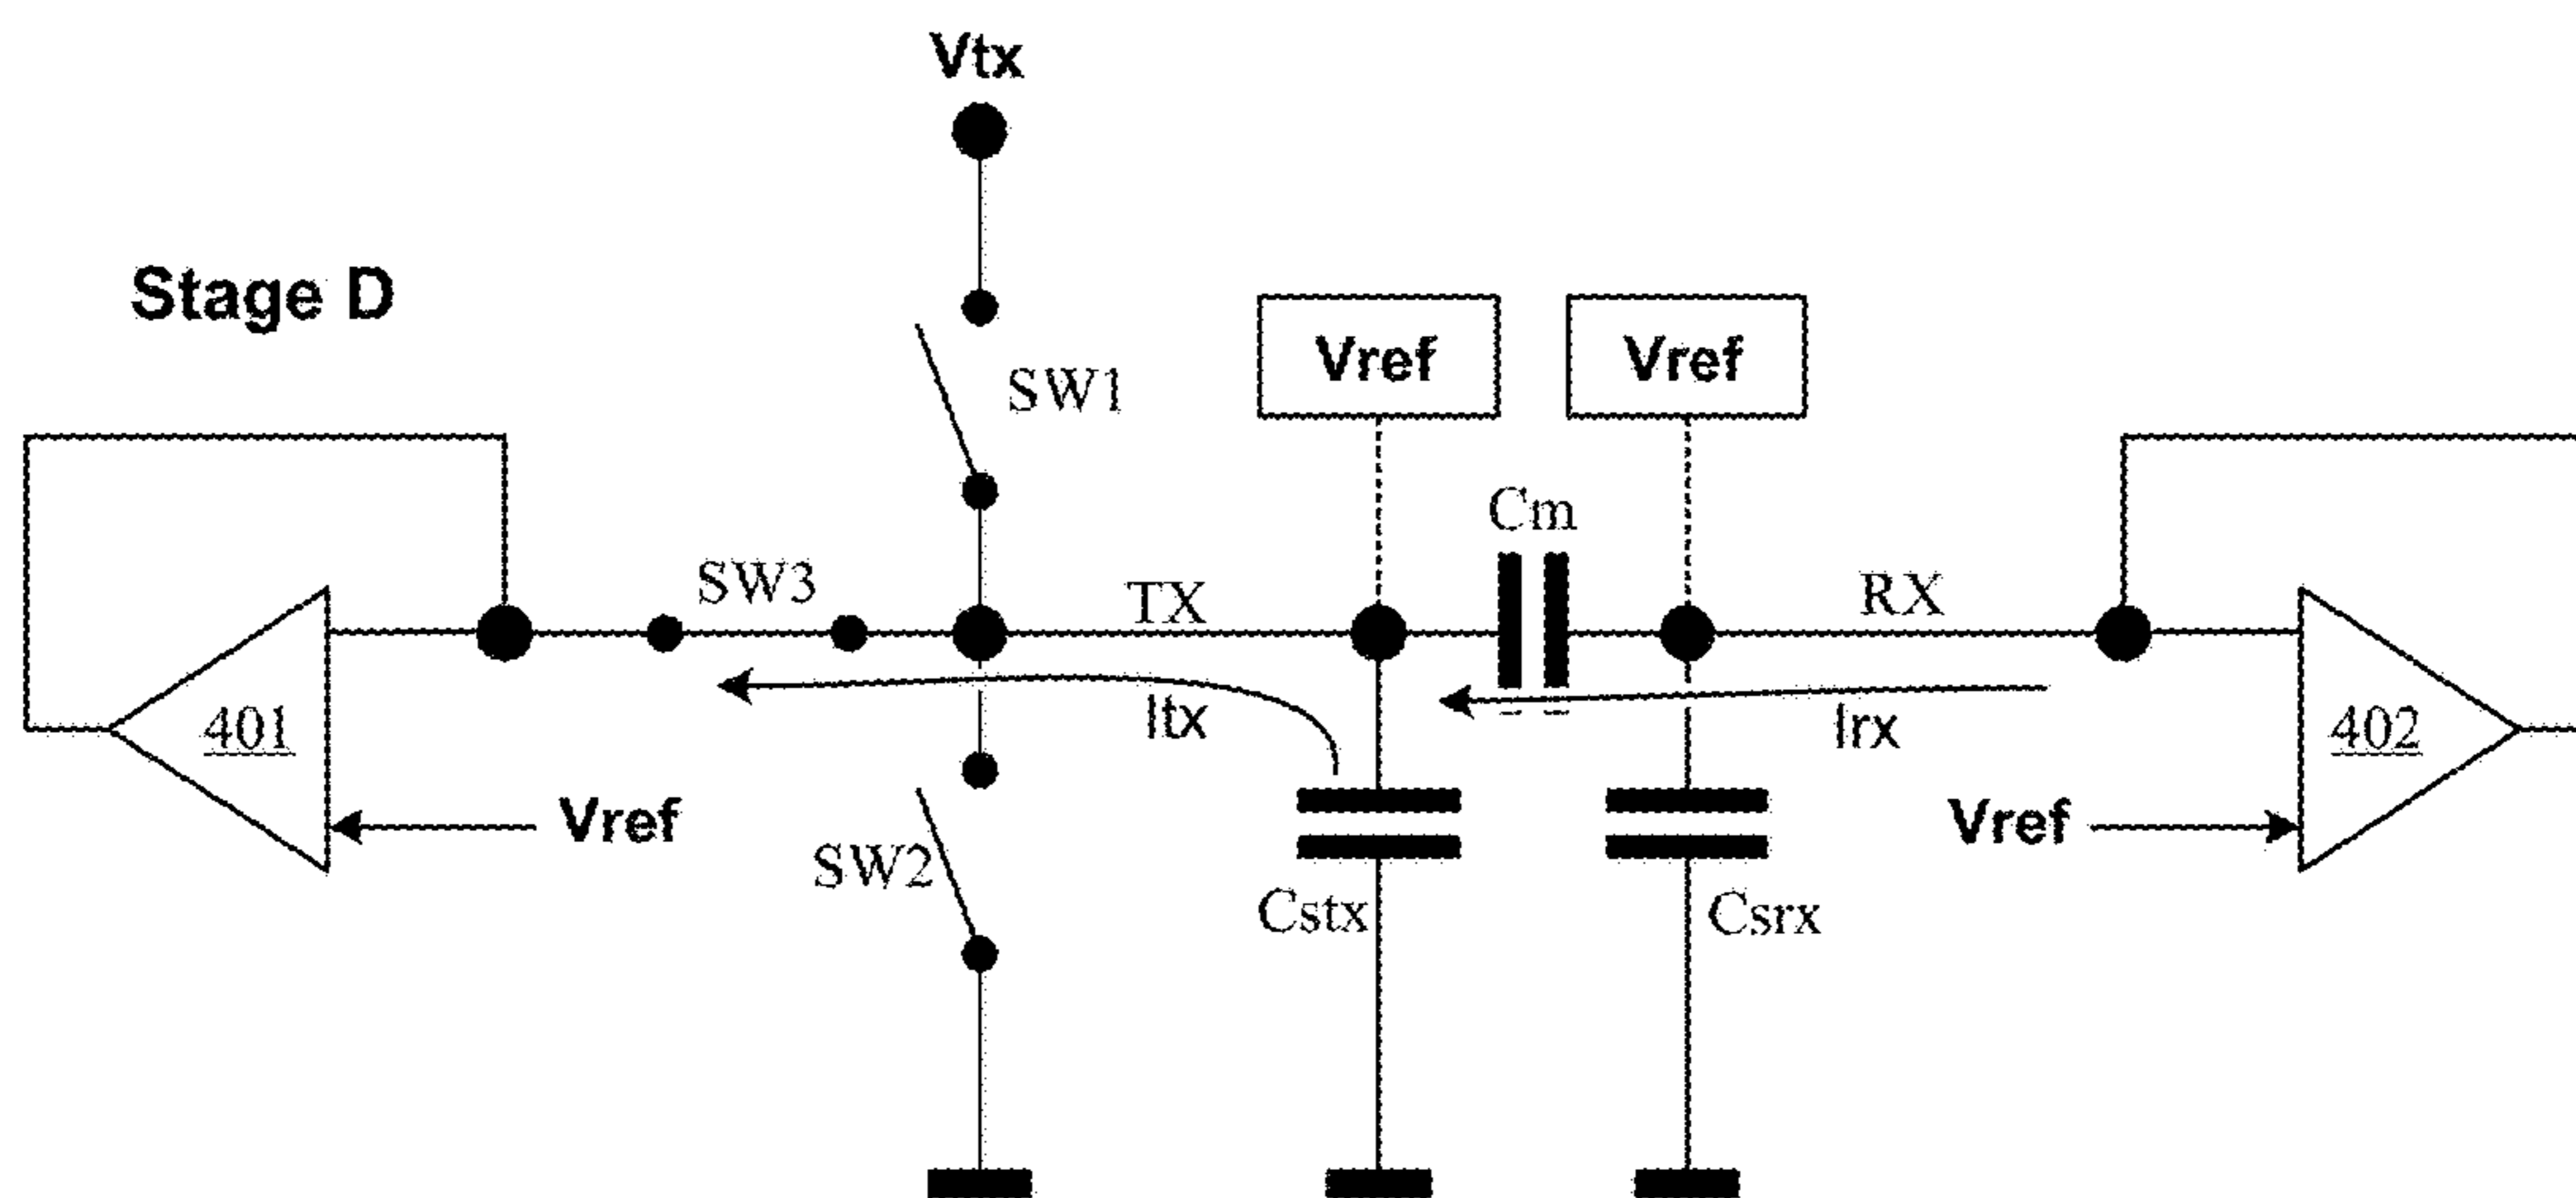 Vtx
Stage D
SW1
Vref
Vref
Cm
SW3
TX
RX
Itx
Irx
401
402
Vref
Vref
SW2
Cstx
Csrx